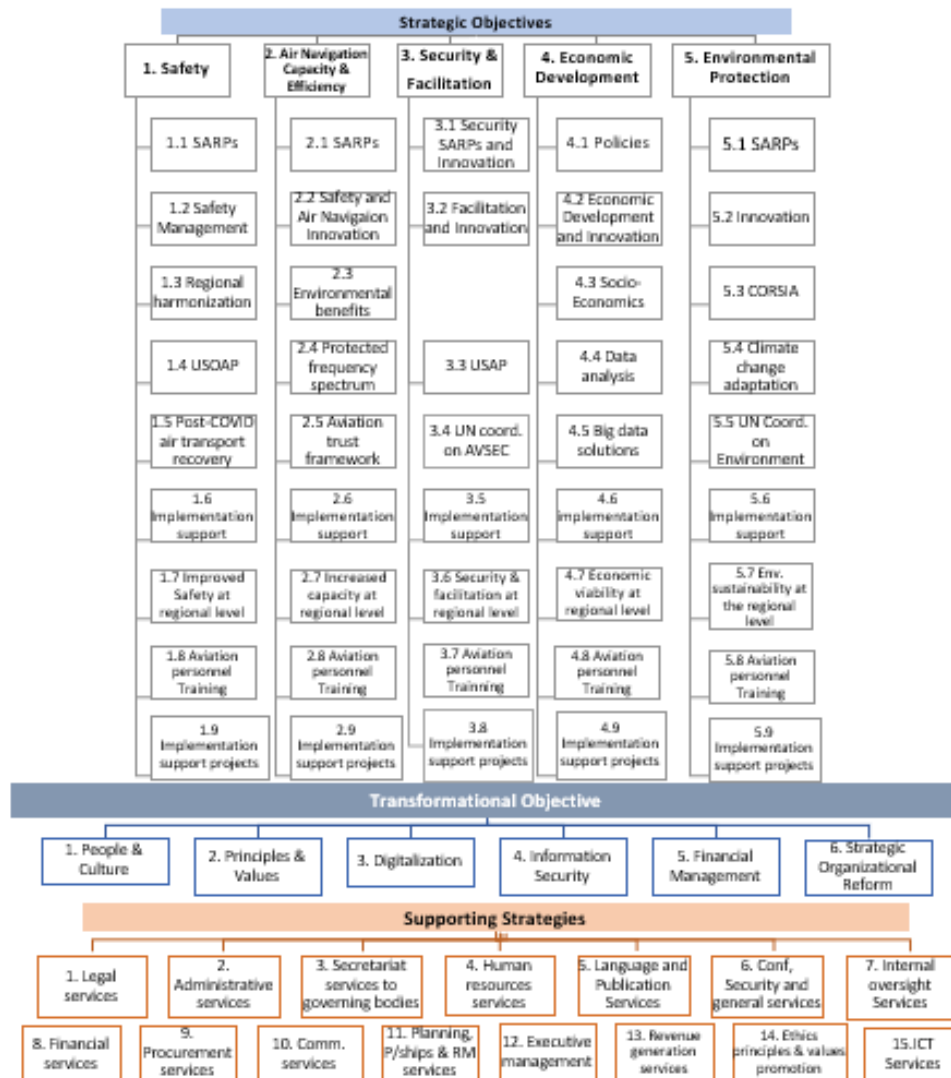 Strategic Objectives
1. Safety
2. Air Navigation
Capacity &
Efficiency
3. Security &
Facilitation
4. Economic
Development
5. Environmental
Protection
1.1 SARPs
2.1 SARPs
3.1 Security
SARPs and
Innovation
4.1 Policies
5.1 SARPs
1.2 Safety
Management
2.2 Safety and
Air Navigaion
Innovation
3.2 Facilitation
and Innovation
4.2 Economic
Development
and Innovation
5.2 Innovation
1.3 Regional
harmonization
2.3
Environmental
benefits
4.3 Socio-
Economics
5.3 CORSIA
1.4 USOAP
2.4 Protected
frequency
spectrum
3.3 USAP
4.4 Data
analysis
5.4 Climate
change
adaptation
1.5 Post-COVID
air transport
recovery
2.5 Aviation
trust
framework
3.4 UN coord.
on AVSEC
4.5 Big data
solutions
5.5 UN Coord.
on
Environment
1.6
Implementation
support
2.6
Implementation
support
3.5
Implementation
support
4.6
implementation
support
5.6
Implementation
support
1.7 Improved
Safety at
regional level
2.7 Increased
capacity at
regional level
3.6 Security &
facilitation at
regional level
4.7 Economic
viability at
regional level
5.7 Env.
sustainability at
the regional
level
1.8 Aviation
personnel
Training
2.8 Aviation
personnel
Training
3.7 Aviation
personnel
Trainning
4.8 Aviation
personnel
Training
5.8 Aviation
personnel
Training
1.9
Implementation
support projects
2.9
Implementation
support projects
3.8
Implementation
support projects
4.9
Implementation
support projects
5.9
Implementation
support projects
Transformational Objective
1. People &
Culture
2. Principles &
Values
3. Digitalization
4. Information
Security
5. Financial
Management
6. Strategic
Organizational
Reform
Supporting Strategies
1. Legal
services
2.
Administrative
services
3. Secretariat
services to
governing bodies
4. Human
resources
services
5. Language and
Publication
Services
6. Conf,
Security and
general services
7. Internal
oversight
Services
8. Financial
services
9.
Procurement
services
10. Comm.
services
11. Planning,
P/ships & RM
services
12. Executive
management
13. Revenue
generation
services
14. Ethics
principles & values
promotion
15.ICT
Services